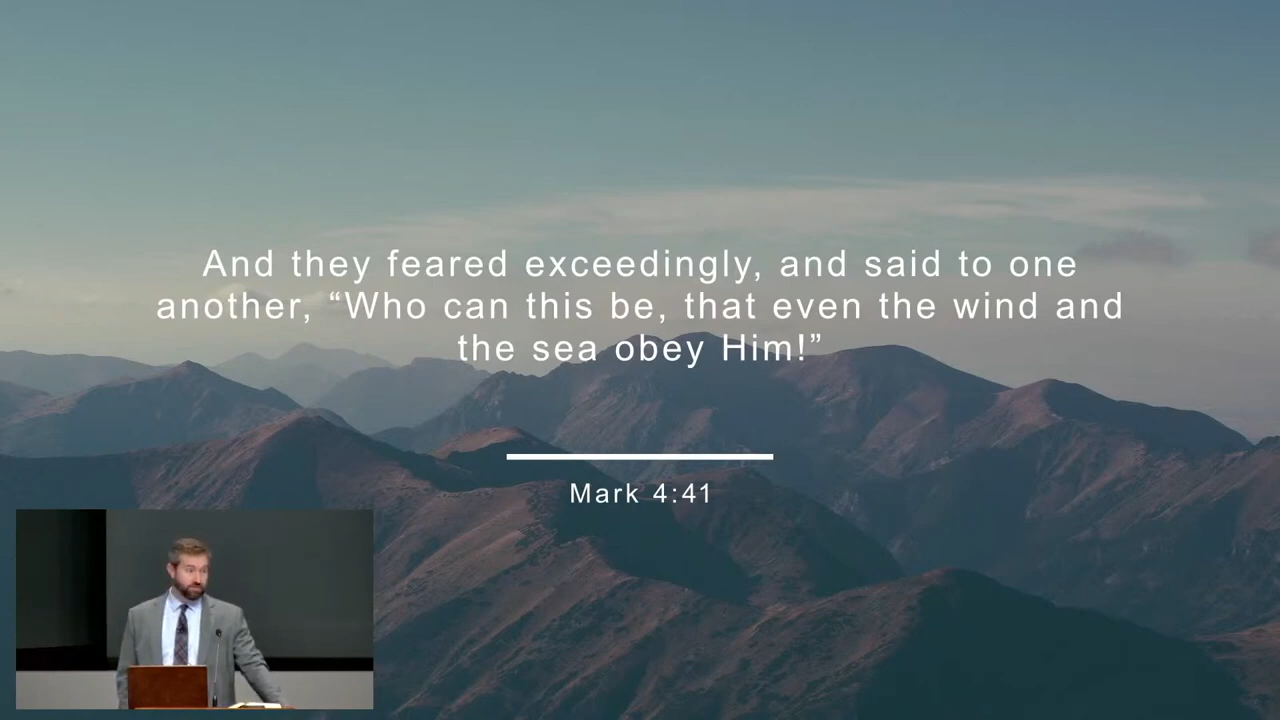 And they feared exceedingly, and said to one
another, “Who can this be, that even the wind and
the sea obey Him!”
Mark 4:41